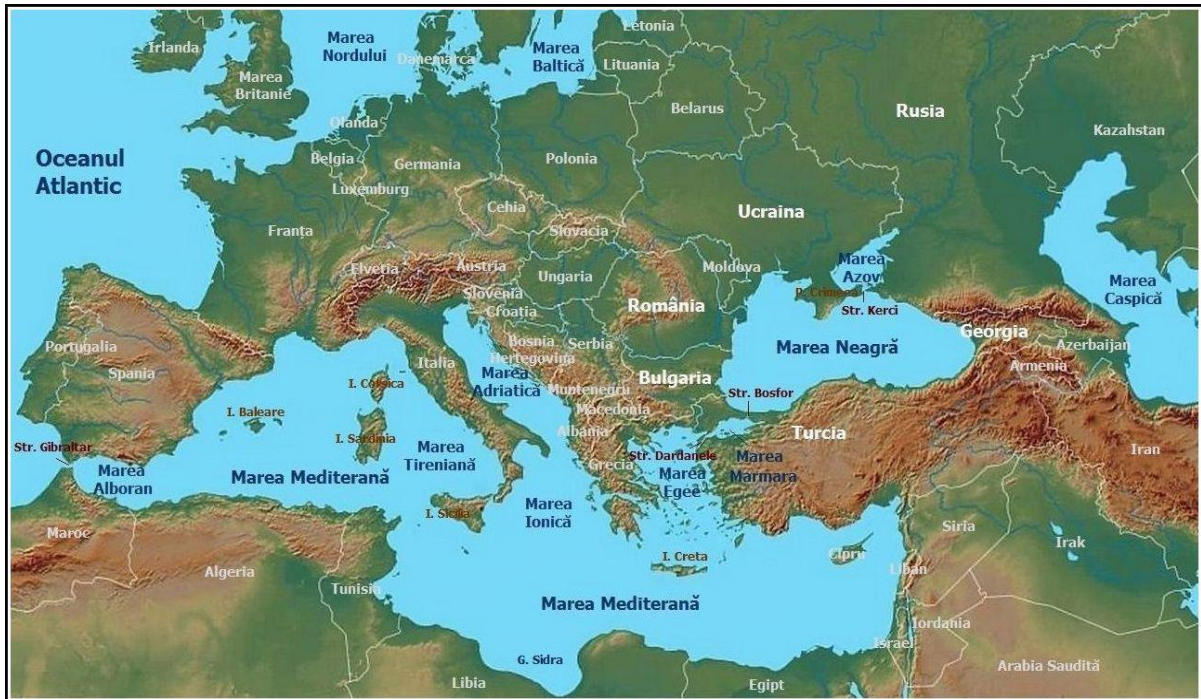 Irlanda
Marea
Nordului
Danemarca
Marea
Baltică
Letonia
Lituania
Marea
Britanie
Belarus
Rusia
Kazahstan
Olanda
Oceanul
Atlantic
Belgia
Germania
Polonia
Luxemburg
Cehia
Ucraina
Franța
Slovacia
Elveția
Austria
Ungaria
Moldova
Marea
Azov
Marea
Caspică
Slovenia
Croația
România
P. Crimeea
Str. Kerci
Georgia
Portugalia
Spania
Italia
Bosnia
Herțegovina
Serbia
Marea Neagră
Azerbaijan
Armenia
I. Corsica
Marea
Adriatică
Muntenegru
Bulgaria
Str. Bosfor
I. Baleare
Macedonia
Albania
Turcia
Str. Gibraltar
I. Sardinia
Marea
Tireniană
Grecia
Str. Dardanele
Marea
Egee
Marea
Marmara
Iran
Marea
Alboran
Marea Mediterană
I. Sicilia
Marea
Ionică
Maroc
Siria
Irak
I. Creta
Cipru
Liban
Algeria
Tunisia
Marea Mediterană
Iordania
Israel
G. Sidra
Arabia Saudită
Libia
Egipt